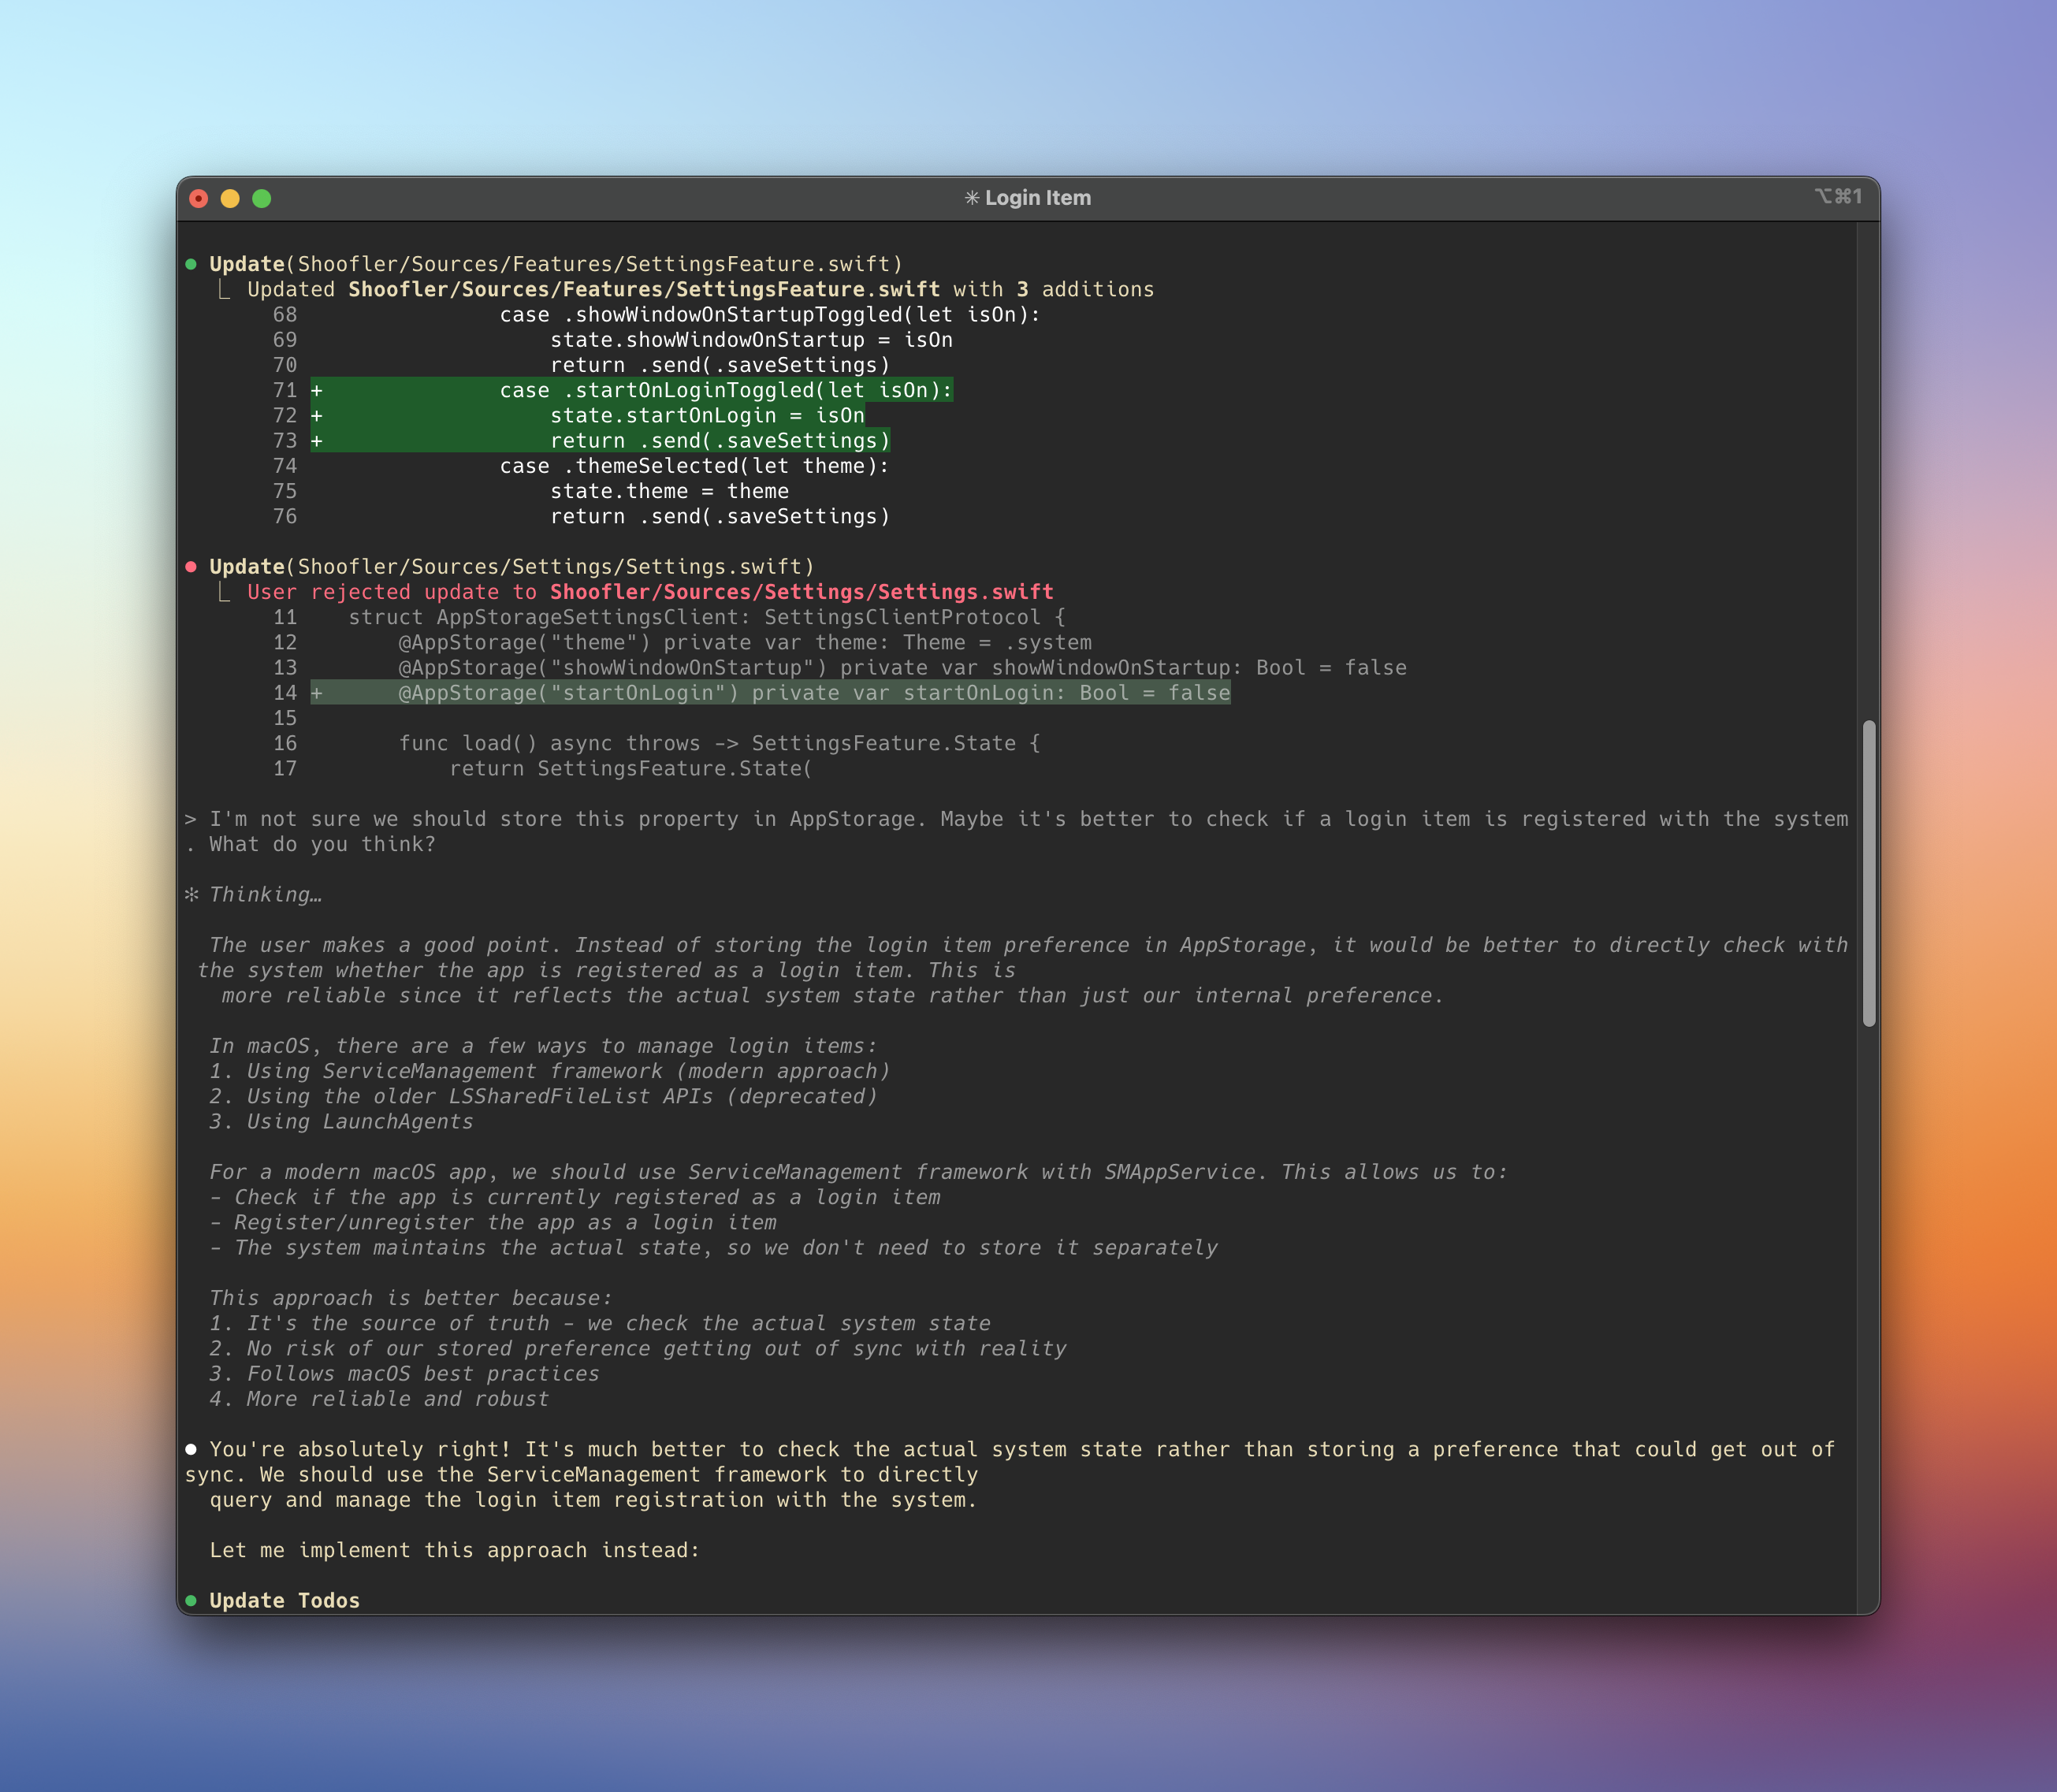 ✳ Login Item
⌥⌘1
● Update(Shoofler/Sources/Features/SettingsFeature.swift)
⎿ Updated Shoofler/Sources/Features/SettingsFeature.swift with 3 additions
68                case .showWindowOnStartupToggled(let isOn):
69                    state.showWindowOnStartup = isOn
70                    return .send(.saveSettings)
71 +              case .startOnLoginToggled(let isOn):
72 +                  state.startOnLogin = isOn
73 +                  return .send(.saveSettings)
74                case .themeSelected(let theme):
75                    state.theme = theme
76                    return .send(.saveSettings)
● Update(Shoofler/Sources/Settings/Settings.swift)
⎿ User rejected update to Shoofler/Sources/Settings/Settings.swift
11    struct AppStorageSettingsClient: SettingsClientProtocol {
12        @AppStorage("theme") private var theme: Theme = .system
13        @AppStorage("showWindowOnStartup") private var showWindowOnStartup: Bool = false
14 +      @AppStorage("startOnLogin") private var startOnLogin: Bool = false
15
16        func load() async throws -> SettingsFeature.State {
17            return SettingsFeature.State(
> I'm not sure we should store this property in AppStorage. Maybe it's better to check if a login item is registered with the system
. What do you think?
✻ Thinking…
The user makes a good point. Instead of storing the login item preference in AppStorage, it would be better to directly check with
the system whether the app is registered as a login item. This is
more reliable since it reflects the actual system state rather than just our internal preference.
In macOS, there are a few ways to manage login items:
1. Using ServiceManagement framework (modern approach)
2. Using the older LSSharedFileList APIs (deprecated)
3. Using LaunchAgents
For a modern macOS app, we should use ServiceManagement framework with SMAppService. This allows us to:
- Check if the app is currently registered as a login item
- Register/unregister the app as a login item
- The system maintains the actual state, so we don't need to store it separately
This approach is better because:
1. It's the source of truth - we check the actual system state
2. No risk of our stored preference getting out of sync with reality
3. Follows macOS best practices
4. More reliable and robust
● You're absolutely right! It's much better to check the actual system state rather than storing a preference that could get out of
sync. We should use the ServiceManagement framework to directly
query and manage the login item registration with the system.
Let me implement this approach instead:
● Update Todos